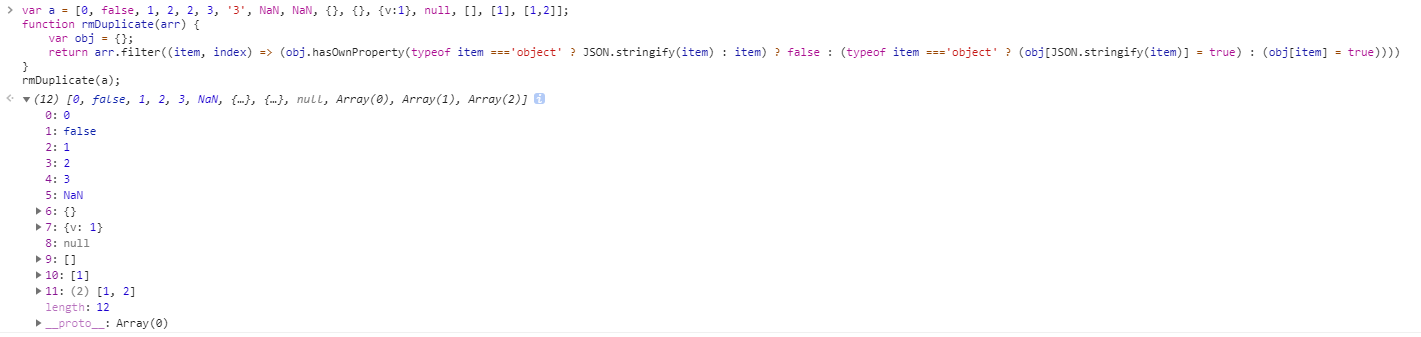 > var a = [0, false, 1, 2, 2, 3, '3', NaN, NaN, {}, {}, {v:1}, null, [], [1], [1,2]];
function rmDuplicate(arr) {
    var obj = {};
    return arr.filter((item, index) => (obj.hasOwnProperty(typeof item ==='object' ? JSON.stringify(item) : item) ? false : (typeof item ==='object' ? (obj[JSON.stringify(item)] = true) : (obj[item] = true))))
}
rmDuplicate(a);
(12) [0, false, 1, 2, 3, NaN, {…}, {…}, null, Array(0), Array(1), Array(2)] i
0: 0
1: false
2: 1
3: 2
4: 3
5: NaN
6: {}
7: {v: 1}
8: null
9: []
10: [1]
11: (2) [1, 2]
length: 12
__proto__: Array(0)